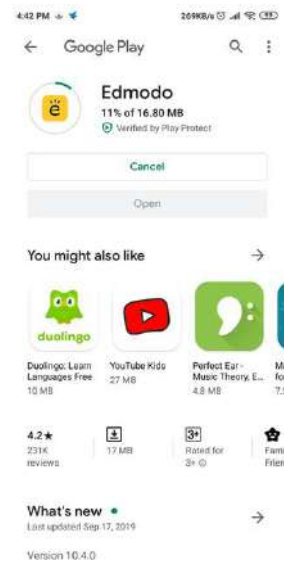 4:42 PM
269KB/s
Google Play
ë
Edmodo
11% of 16.80 MB
Verified by Play Protect
Cancel
Open
You might also like
duolingo
Duolingo: Learn
Languages Free
10 MB
YouTube Kids
27 MB
Perfect Ear -
Music Theory, E...
4.8 MB
4.2★
231K
reviews
17 MB
3+
Rated for
3+
What's new
Last updated Sep 17, 2019
Version 10.4.0